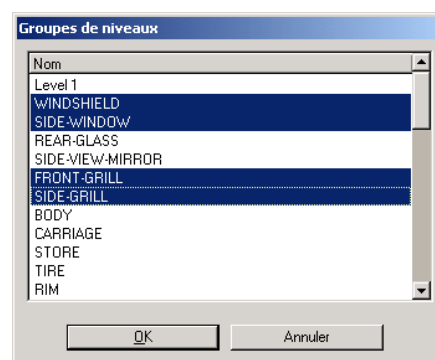 Groupes de niveaux
Nom
Level 1
WINDSHIELD
SIDE-WINDOW
REAR-GLASS
SIDE-VIEW-MIRROR
FRONT-GRILL
SIDE-GRILL
BODY
CARRIAGE
STORE
TIRE
RIM
OK
Annuler